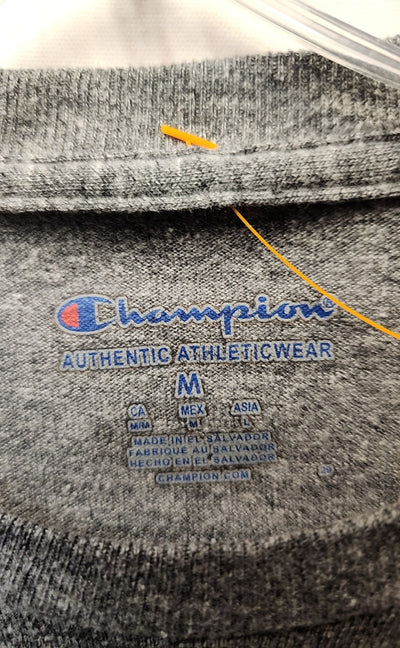 Champion
AUTHENTIC ATHLETICWEAR
M
CA MEX ASIA
M/M M L
MADE IN EL SALVADOR
FABRIQUE AU SALVADOR
HECHO EN EL SALVADOR
CHAMPION.COM